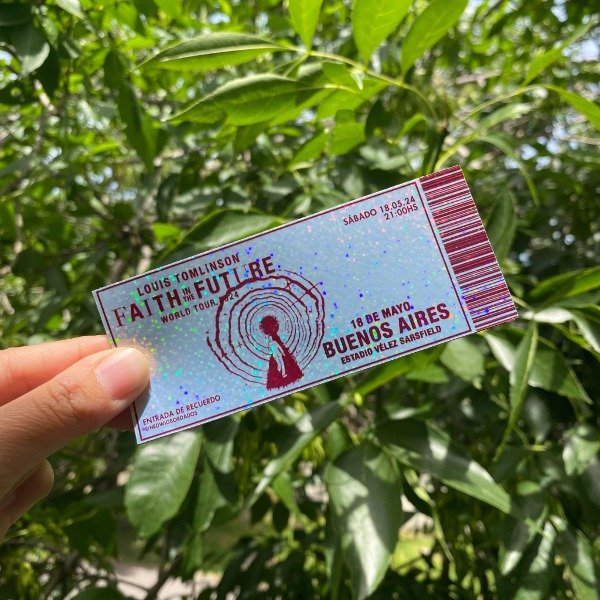 SÁBADO 18.05.24
21:00HS
LOUIS TOMLINSON
FAITH IN THE FUTURE
WORLD TOUR 2024
18 DE MAYO
BUENOS AIRES
ESTADIO VÉLEZ SARSFIELD
ENTRADA DE RECUERDO
@HEDWIGBORDADOS